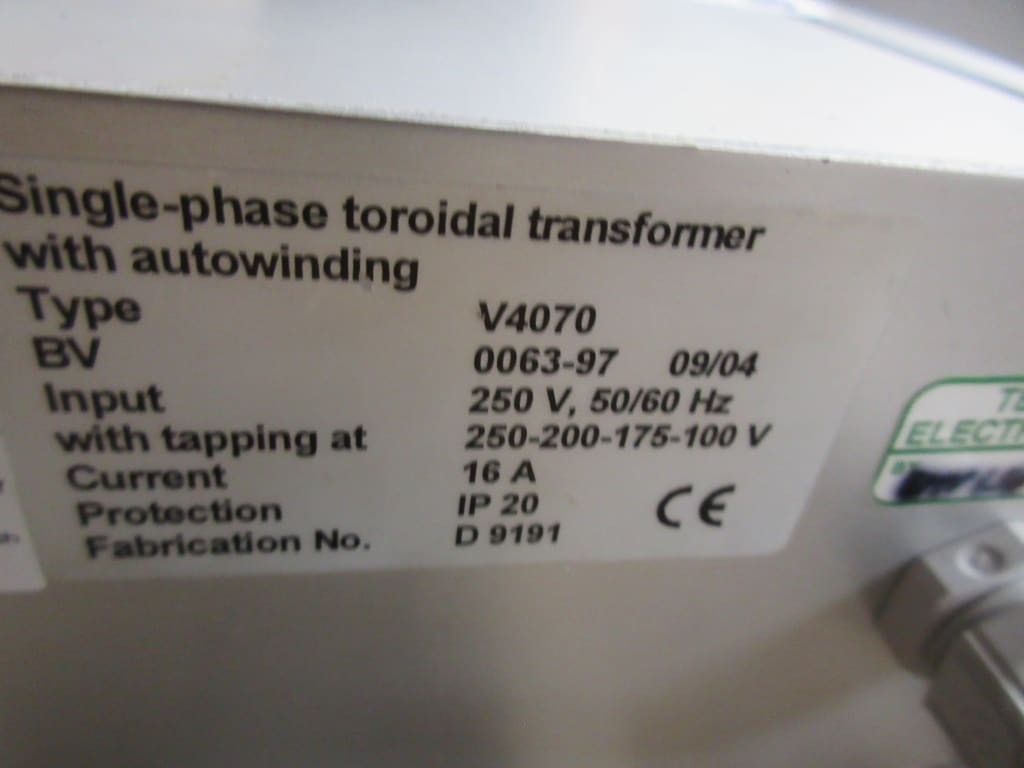 Single-phase toroidal transformer
with autowinding
Type V4070
BV 0063-97 09/04
Input 250 V, 50/60 Hz
with tapping at 250-200-175-100 V
Current 16 A
Protection IP 20
Fabrication No. D 9191
CE